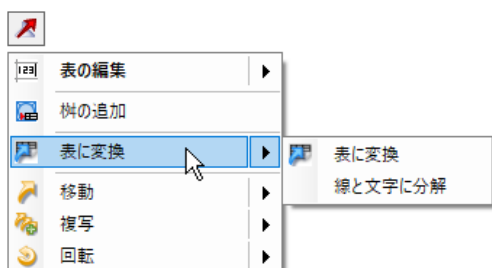 123
表の編集
桝の追加
表に変換
表に変換
線と文字に分解
移動
複写
回転